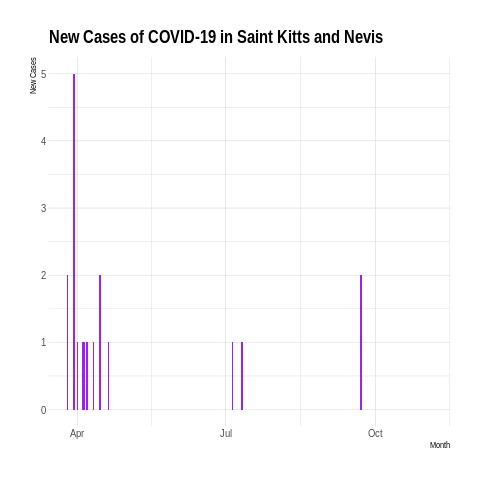 New Cases of COVID-19 in Saint Kitts and Nevis
New Cases
5
4
3
2
1
0
Apr
Jul
Oct
Month